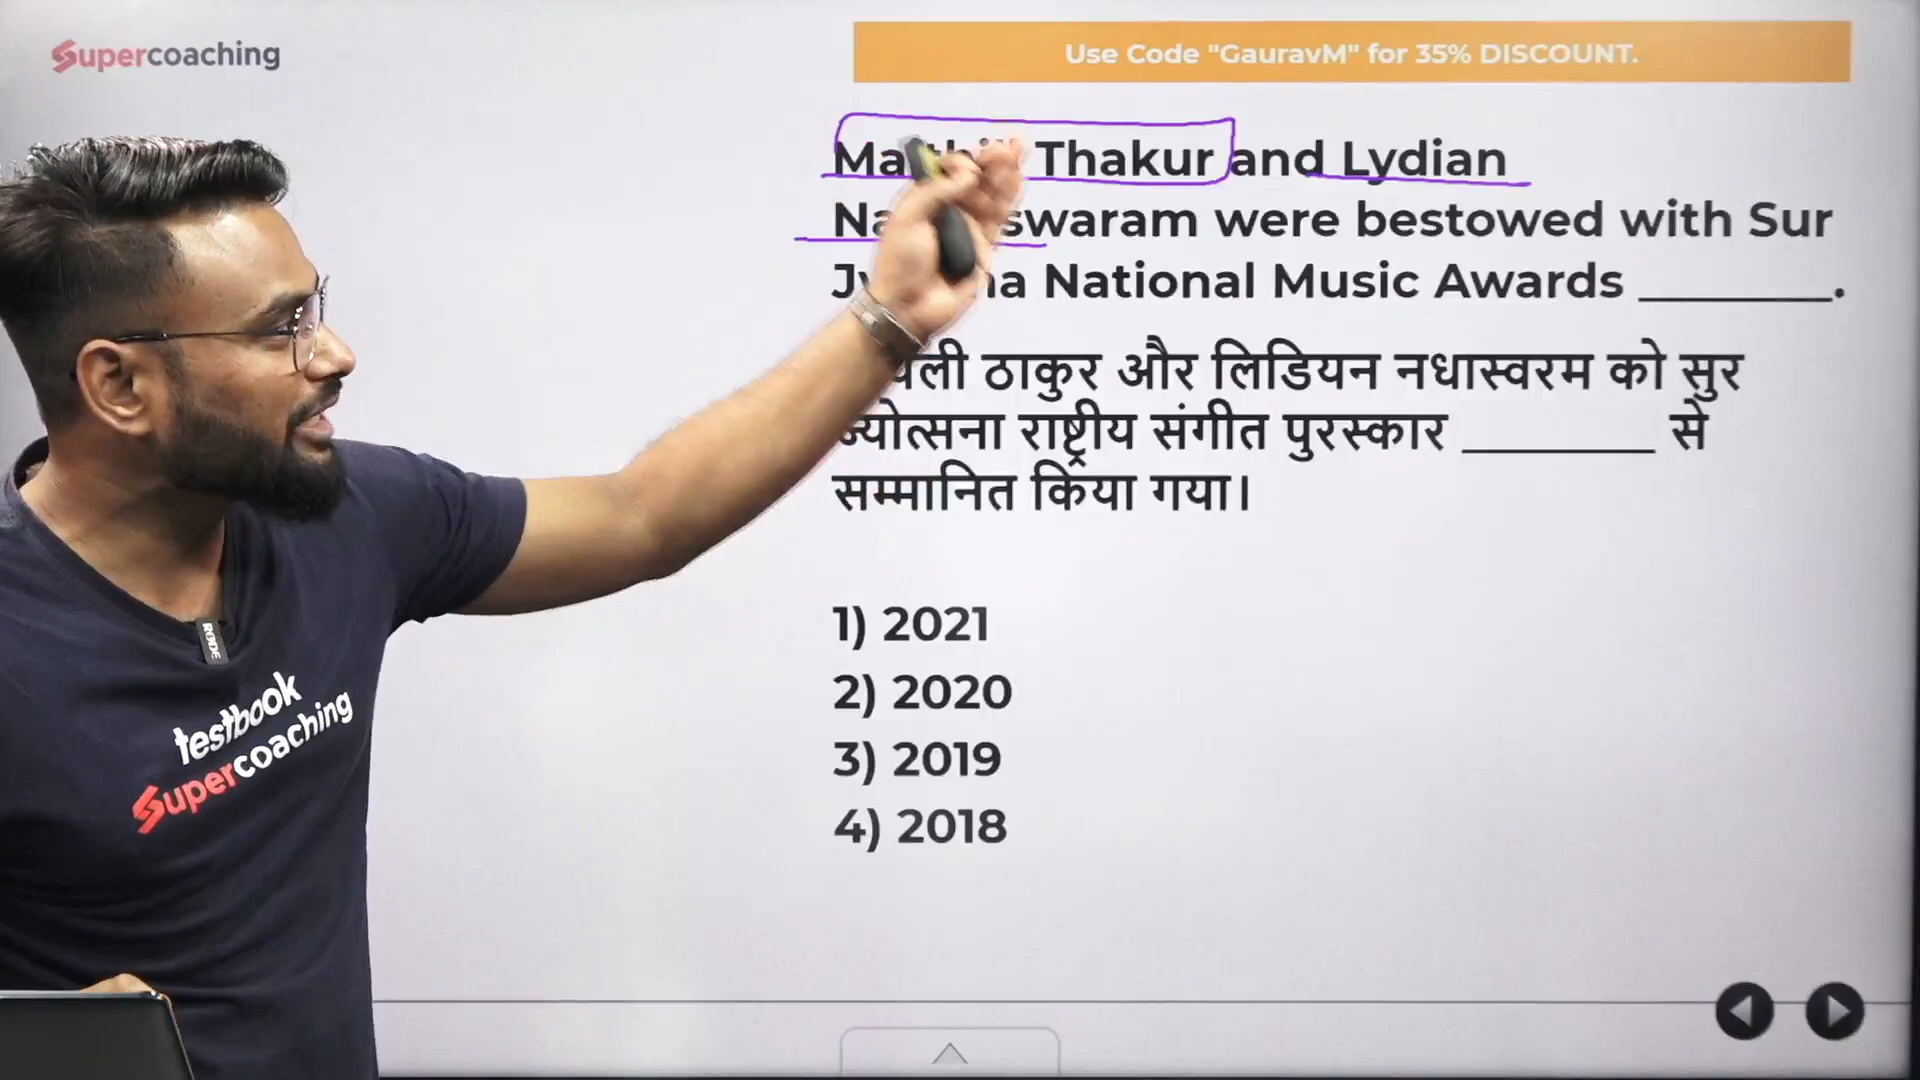 Supercoaching
Use Code "GauravM" for 35% DISCOUNT.
Thakur and Lydian
were bestowed with Sur
National Music Awards ________.
ठाकुर और लिडियन नधास्वरम को सुर
राष्ट्रीय संगीत पुरस्कार ________ से
सम्मानित किया गया।
1) 2021
2) 2020
3) 2019
4) 2018
RØDE
testbook
Supercoaching